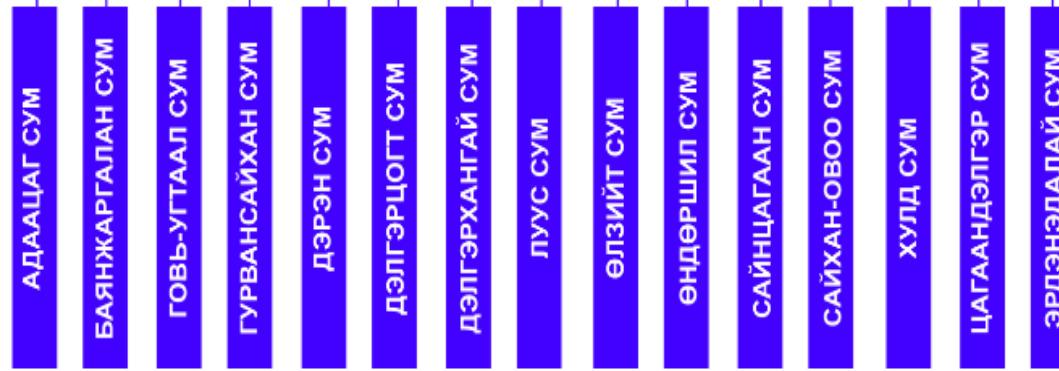 АДААЦАГ СУМ
БАЯНЖАРГАЛАН СУМ
ГОВЬ-УГТААЛ СУМ
ГУРВАНСАЙХАН СУМ
ДЭРЭН СУМ
ДЭЛГЭРЦОГТ СУМ
ДЭЛГЭРХАНГАЙ СУМ
ЛУУС СУМ
ӨЛЗИЙТ СУМ
ӨНДӨРШИЛ СУМ
САЙНЦАГААН СУМ
САЙХАН-ОВОО СУМ
ХУЛД СУМ
ЦАГААНДЭЛГЭР СУМ
ЭРДЭНЭДАЛАЙ СУМ